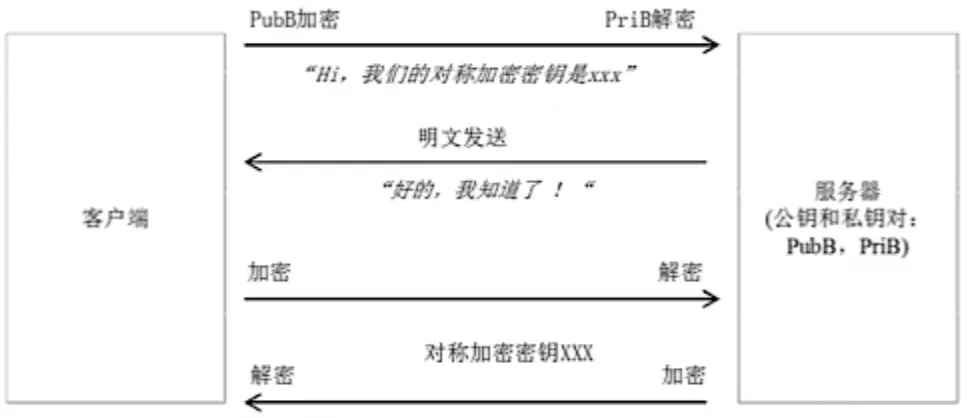 PubB加密
PriB解密
“Hi，我们的对称加密密钥是xxx”
明文发送
“好的，我知道了！“
客户端
服务器
(公钥和私钥对：
PubB，PriB)
加密
解密
对称加密密钥XXX
解密
加密